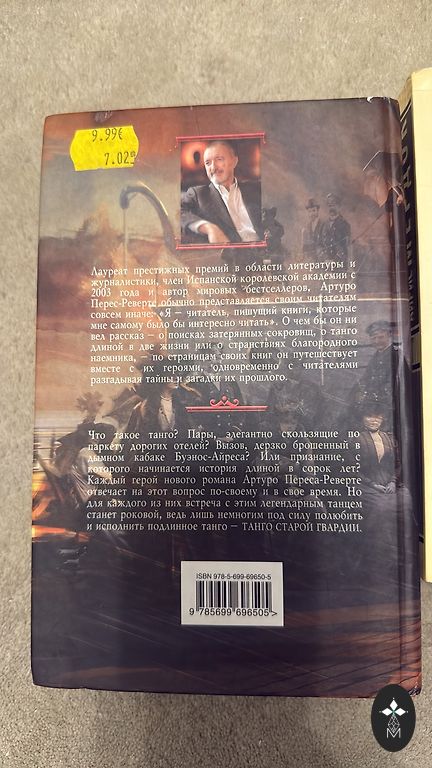 9.99€
7.02
Лауреат престижных премий в области литературы и
журналистики, член Испанской королевской академии с
2003 года и автор мировых бестселлеров, Артуро
Перес-Реверте обычно представляется своим читателям
совсем иначе: «Я – читатель, пишущий книги, которые
мне самому было бы интересно читать». О чем бы он ни
вел рассказ – о поисках затерянных сокровищ, о танго
длиной в две жизни или о странствиях благородного
наемника, – по страницам своих книг он путешествует
вместе с их героями, одновременно с читателями
разгадывая тайны и загадки их прошлого.
Что такое танго? Пары, элегантно скользящие по
паркету дорогих отелей? Вызов, дерзко брошенный в
дымном кабаке Буэнос-Айреса? Или признание, с
которого начинается история длиной в сорок лет?
Каждый герой нового романа Артуро Переса-Реверте
отвечает на этот вопрос по-своему и в свое время. Но
для каждого из них встреча с этим легендарным танцем
станет роковой, ведь лишь немногим под силу полюбить
и исполнить подлинное танго – ТАНГО СТАРОЙ ГВАРДИИ.
ISBN 978-5-699-69650-5
9 785699 696505 >
M